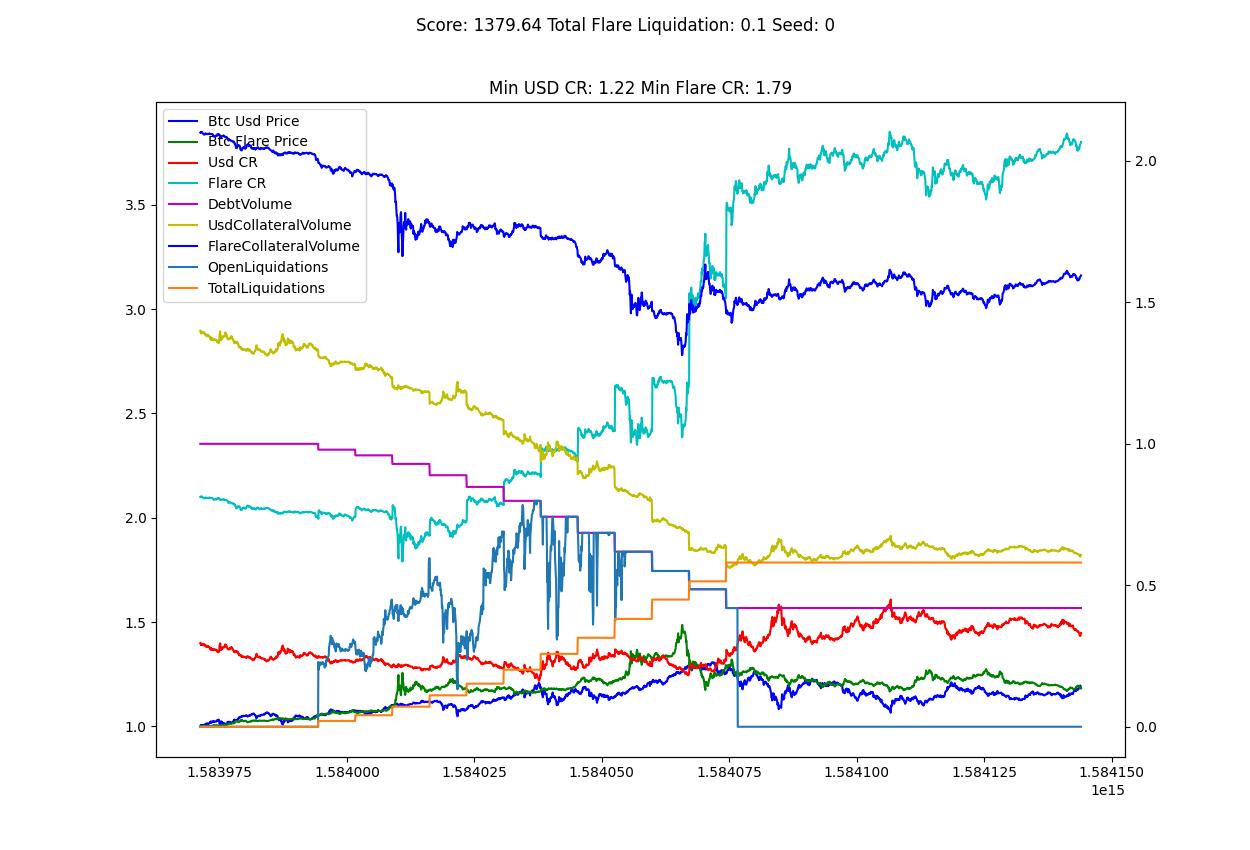 Score: 1379.64 Total Flare Liquidation: 0.1 Seed: 0
Min USD CR: 1.22 Min Flare CR: 1.79
Btc Usd Price
Btc Flare Price
Usd CR
Flare CR
DebtVolume
UsdCollateralVolume
FlareCollateralVolume
OpenLiquidations
TotalLiquidations
3.5
3.0
2.5
2.0
1.5
1.0
2.0
1.5
1.0
0.5
0.0
1.583975 1.584000 1.584025 1.584050 1.584075 1.584100 1.584125 1.584150
1e15